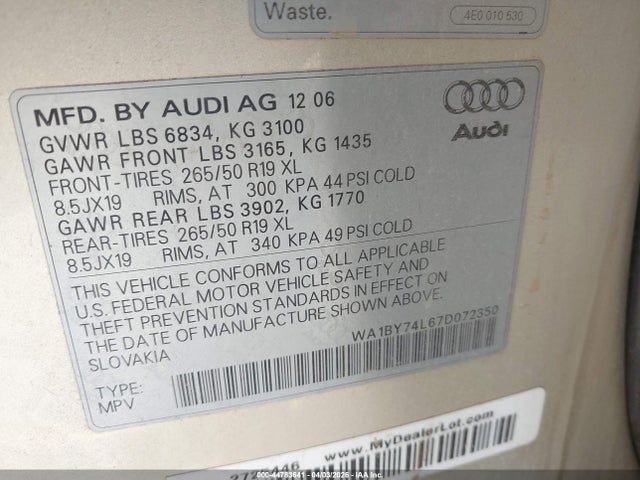 Waste.
4E0 010 530
MFD. BY AUDI AG 12 06
GVWR LBS 6834, KG 3100
GAWR FRONT LBS 3165, KG 1435
FRONT-TIRES 265/50 R19 XL
8.5JX19 RIMS, AT 300 KPA 44 PSI COLD
GAWR REAR LBS 3902, KG 1770
REAR-TIRES 265/50 R19 XL
8.5JX19 RIMS, AT 340 KPA 49 PSI COLD
Audi
THIS VEHICLE CONFORMS TO ALL APPLICABLE
U.S. FEDERAL MOTOR VEHICLE SAFETY AND
THEFT PREVENTION STANDARDS IN EFFECT ON
THE DATE OF MANUFACTURE SHOWN ABOVE.
SLOVAKIA
WA1BY74L67D072350
TYPE:
MPV
www.MyDealerLot.com
000-44783641 - 04/03/2026 - IAA Inc